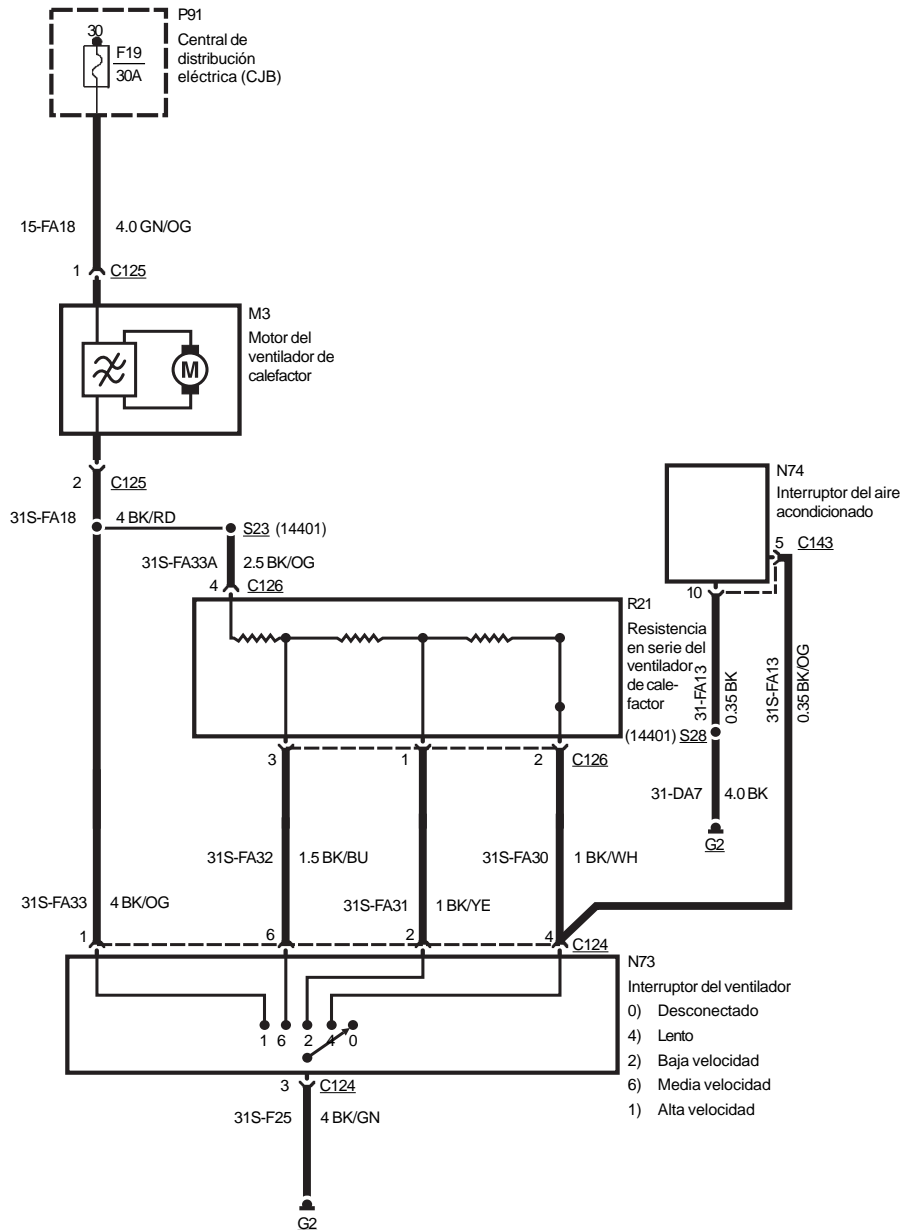 P91
30
Central de
distribución
eléctrica (CJB)
F19
30A
15-FA18 4.0 GN/OG
1 C125
M3
Motor del
ventilador de
calefactor
M
2 C125
31S-FA18 4 BK/RD
S23 (14401)
N74
Interruptor del aire
acondicionado
5 C143
10
31S-FA33A 2.5 BK/OG
4 C126
R21
Resistencia
en serie del
ventilador
de cale-
factor
31-FA13
0.35 BK
31S-FA13
0.35 BK/OG
(14401) S28
3 1 2 C126
31-DA7 4.0 BK
G2
31S-FA32 1.5 BK/BU
31S-FA30 1 BK/WH
31S-FA33 4 BK/OG
31S-FA31 1 BK/YE
1 6 2 4 C124
N73
Interruptor del ventilador
0) Desconectado
4) Lento
2) Baja velocidad
6) Media velocidad
1) Alta velocidad
1 6 2 4 0
3 C124
31S-F25 4 BK/GN
G2